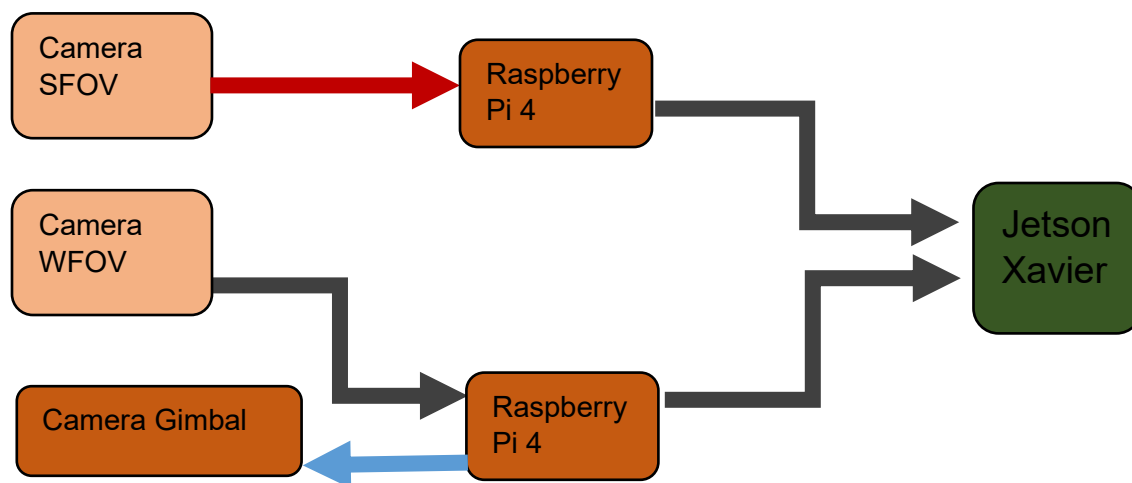 Camera
SFOV
Raspberry
Pi 4
Camera
WFOV
Jetson
Xavier
Camera Gimbal
Raspberry
Pi 4